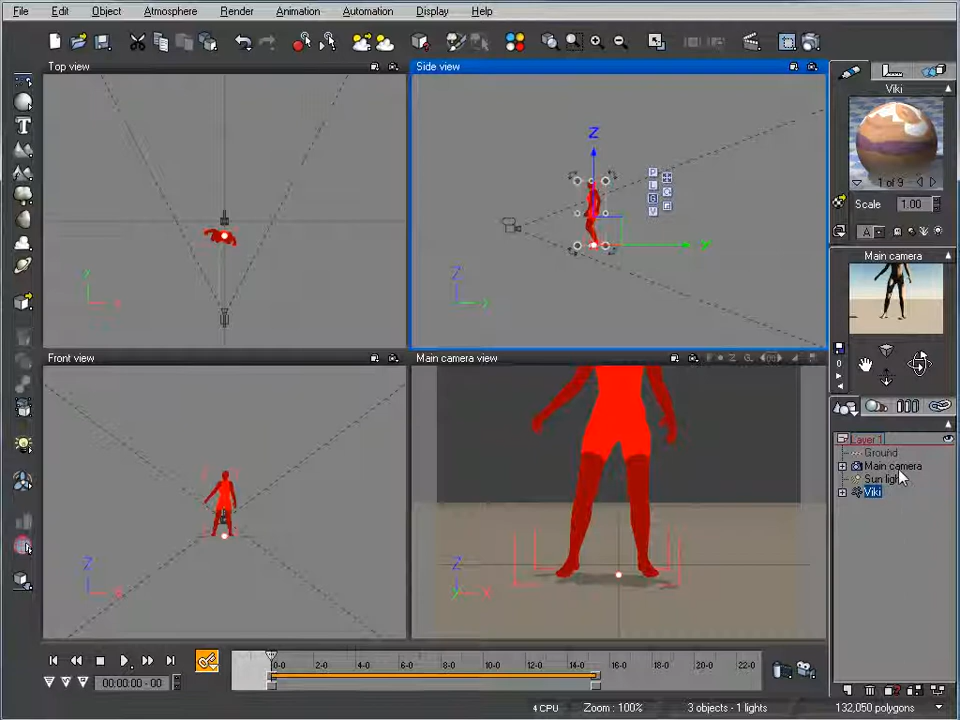 File Edit Object Atmosphere Render Animation Automation Display Help
Top view
Side view
Viki
1 of 9
Scale 1.00
A
Z
P
L
G
V
y
Z
Main camera
0
Front view
Main camera view
Layer 1
Ground
Main camera
Sun ligh
Viki
Z
Z
0-0 2-0 4-0 6-0 8-0 10-0 12-0 14-0 16-0 18-0 20-0 22-0
00:00:00 - 00
4 CPU Zoom : 100% 3 objects - 1 lights 132,050 polygons